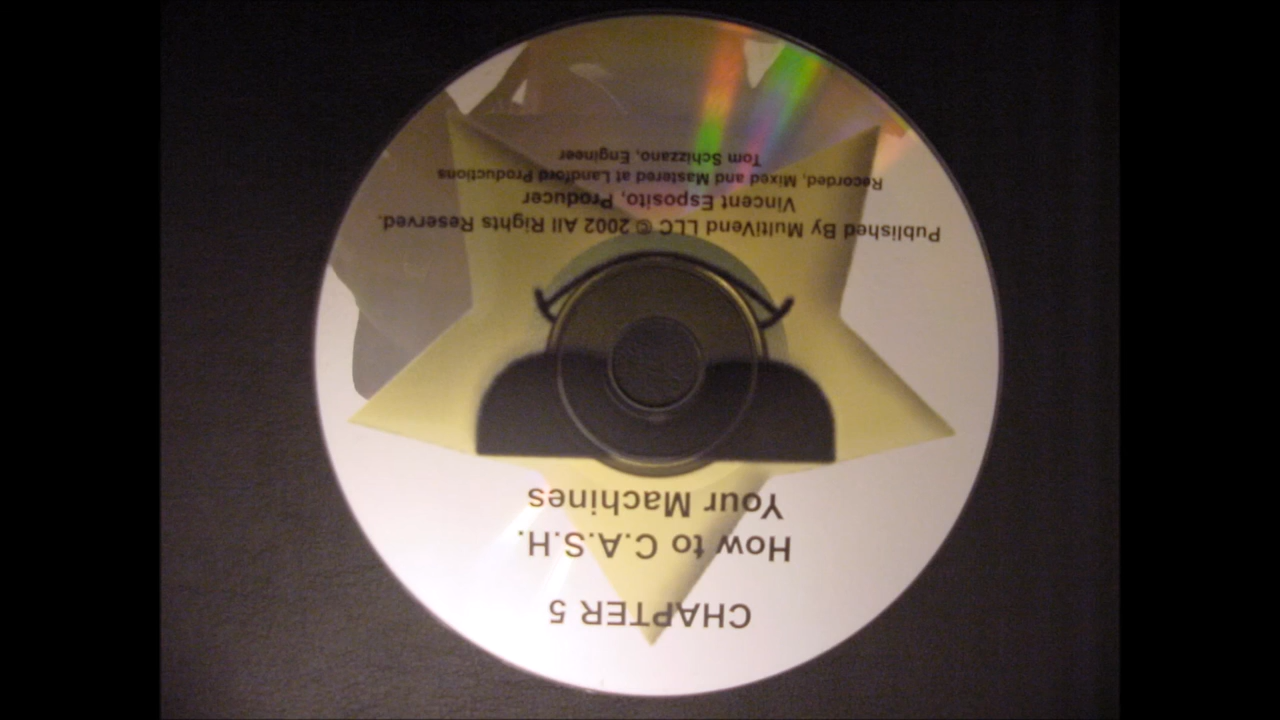 CHAPTER 5
How to C.A.S.H.
Your Machines
Published By MultiVend LLC © 2002 All Rights Reserved.
Vincent Esposito, Producer
Recorded, Mixed and Mastered at Landford Productions
Tom Schizzano, Engineer